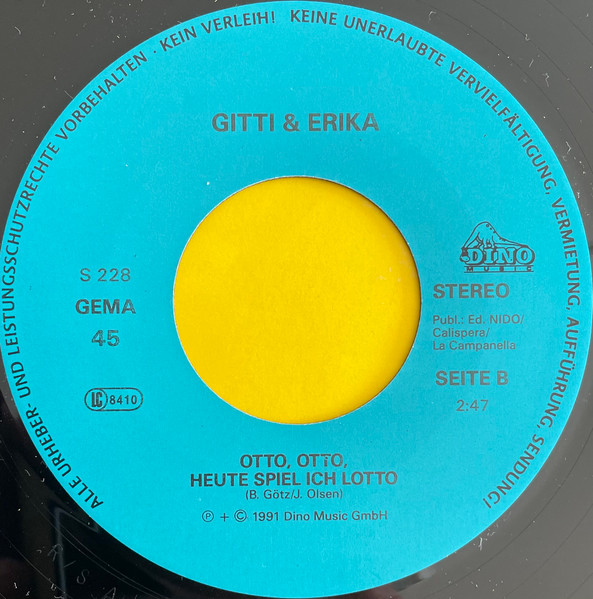 ALLE URHEBER- UND LEISTUNGSSCHUTZRECHTE VORBEHALTEN · KEIN VERLEIH! KEINE UNERLAUBTE VERVIELFÄLTIGUNG, VERMIETUNG, AUFFÜHRUNG, SENDUNG!
GITTI & ERIKA
DINO
MUSIC
S 228
GEMA
45
LC 8410
STEREO
Publ.: Ed. NIDO/
Calispera/
La Campanella
SEITE B
2:47
OTTO, OTTO,
HEUTE SPIEL ICH LOTTO
(B. Götz/J. Olsen)
℗ + © 1991 Dino Music GmbH